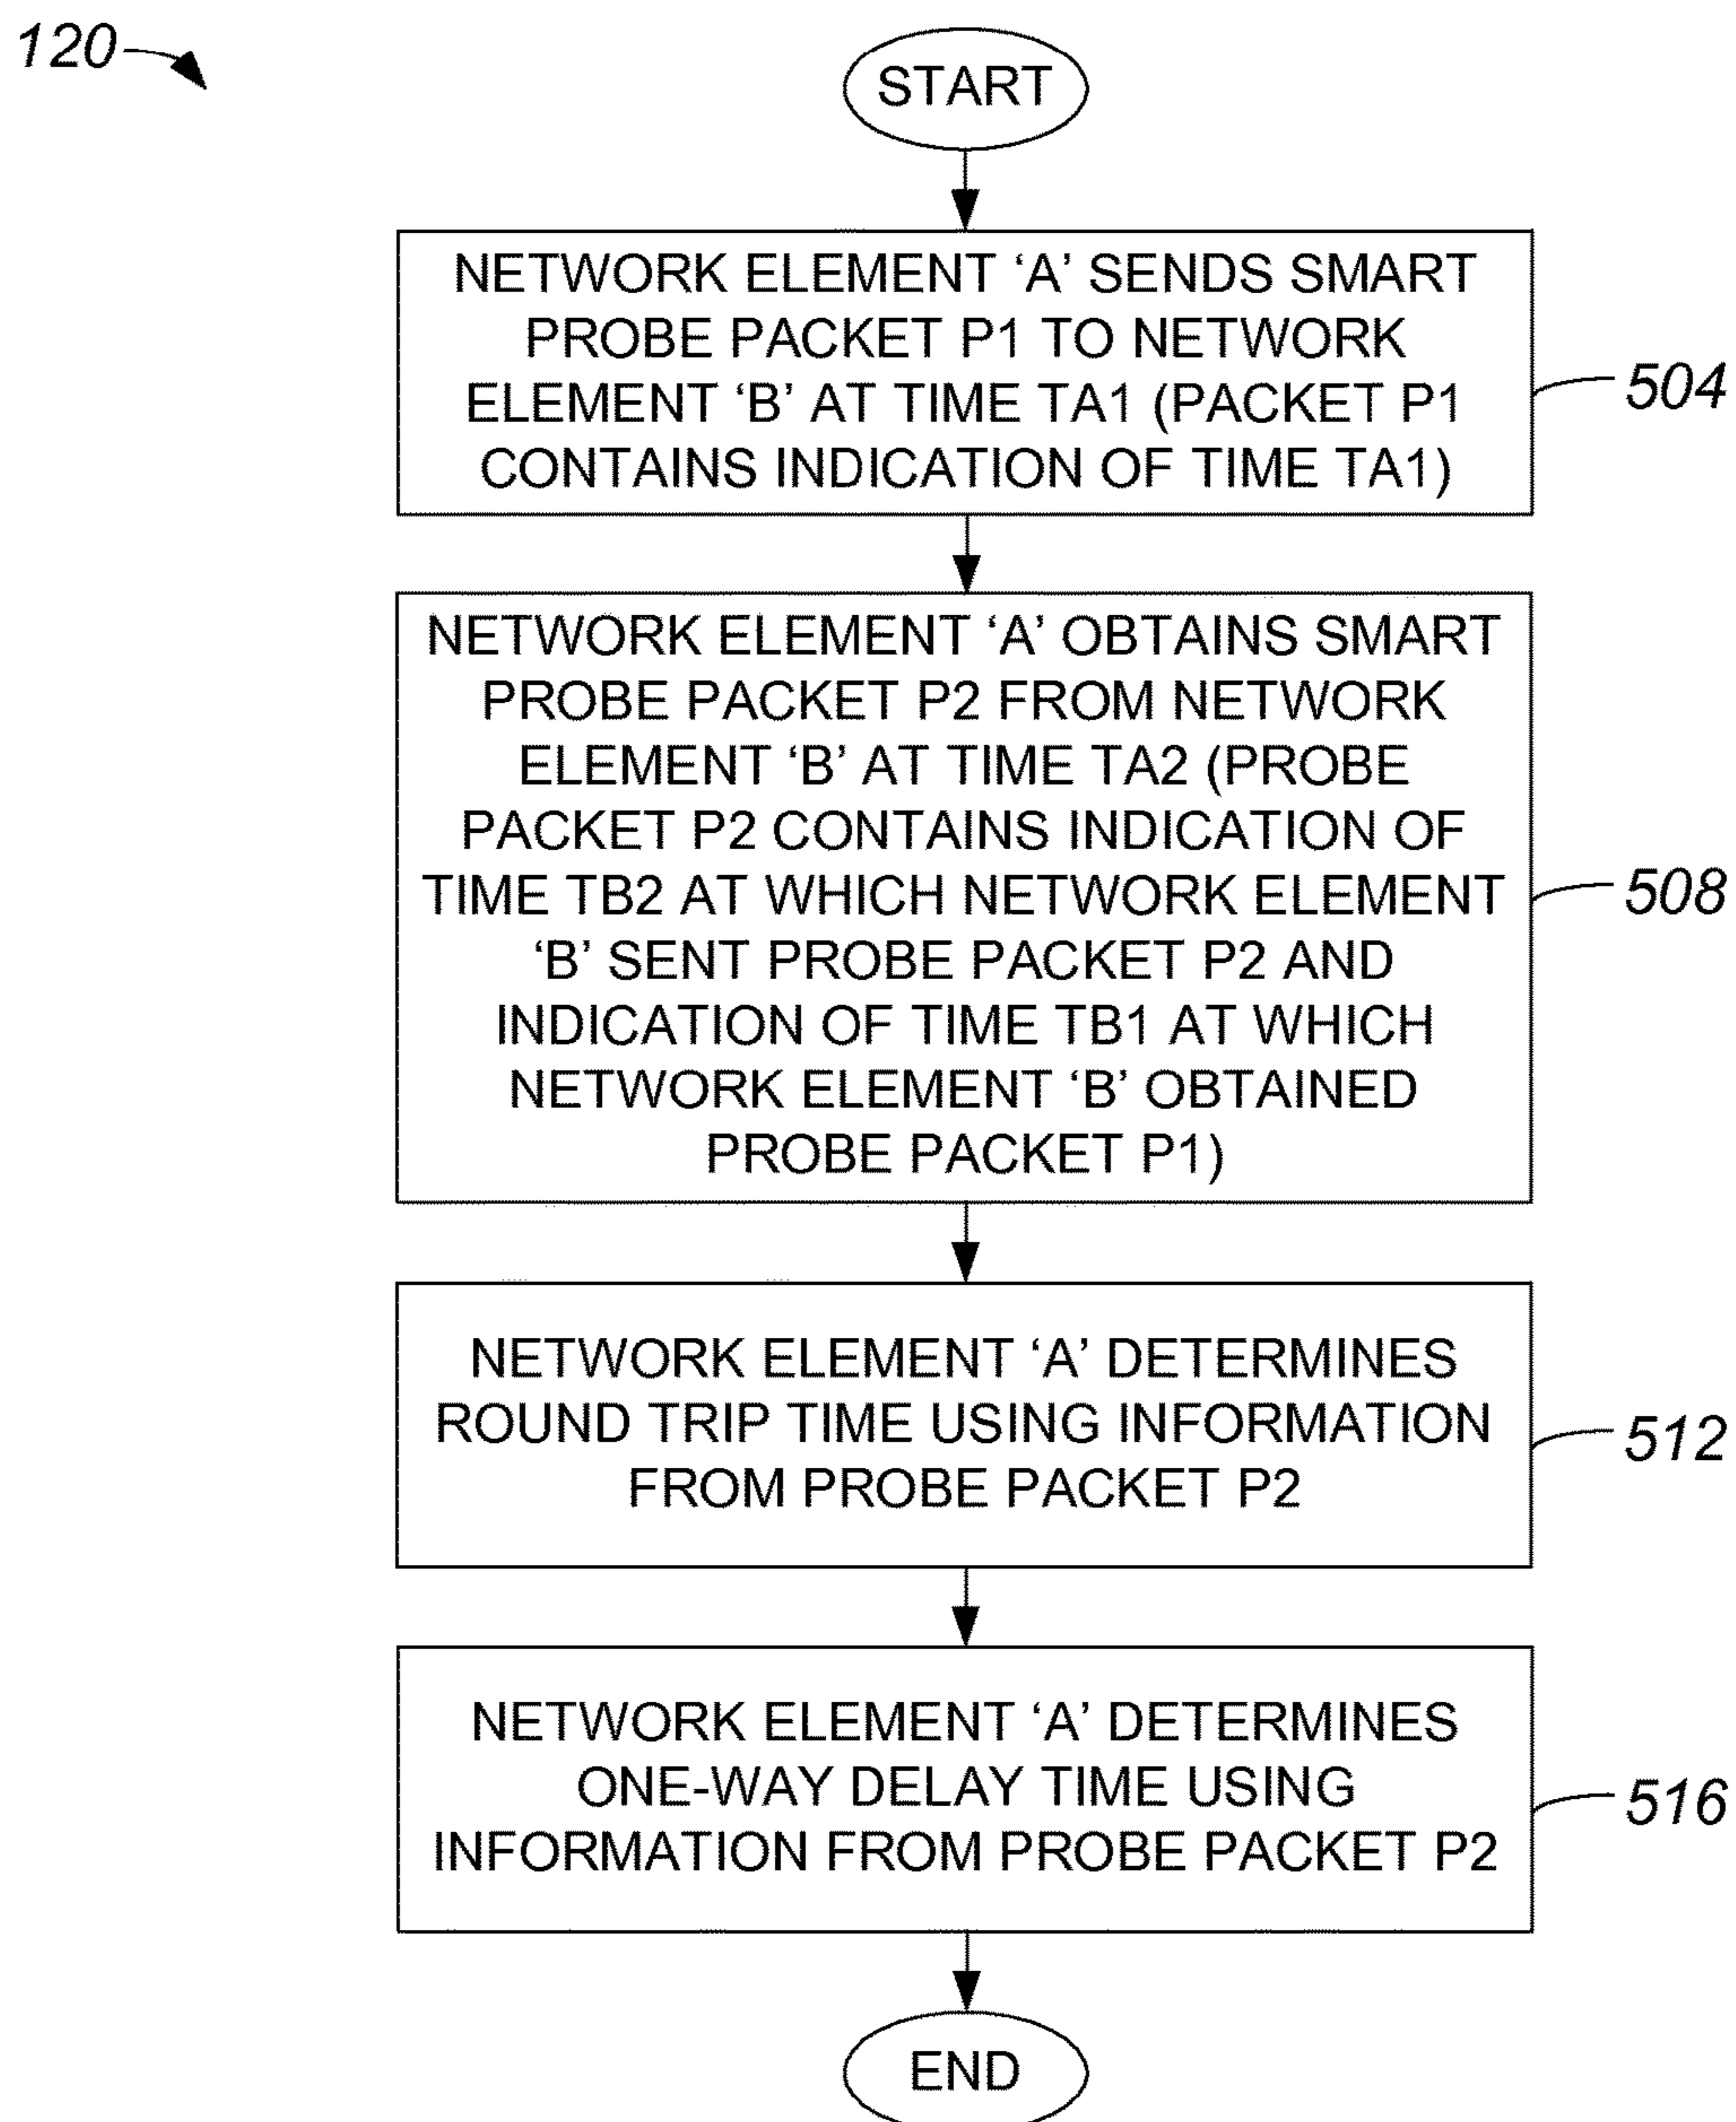 120
START
NETWORK ELEMENT ‘A’ SENDS SMART
PROBE PACKET P1 TO NETWORK
ELEMENT ‘B’ AT TIME TA1 (PACKET P1
CONTAINS INDICATION OF TIME TA1)
504
NETWORK ELEMENT ‘A’ OBTAINS SMART
PROBE PACKET P2 FROM NETWORK
ELEMENT ‘B’ AT TIME TA2 (PROBE
PACKET P2 CONTAINS INDICATION OF
TIME TB2 AT WHICH NETWORK ELEMENT
‘B’ SENT PROBE PACKET P2 AND
INDICATION OF TIME TB1 AT WHICH
NETWORK ELEMENT ‘B’ OBTAINED
PROBE PACKET P1)
508
NETWORK ELEMENT ‘A’ DETERMINES
ROUND TRIP TIME USING INFORMATION
FROM PROBE PACKET P2
512
NETWORK ELEMENT ‘A’ DETERMINES
ONE-WAY DELAY TIME USING
INFORMATION FROM PROBE PACKET P2
516
END